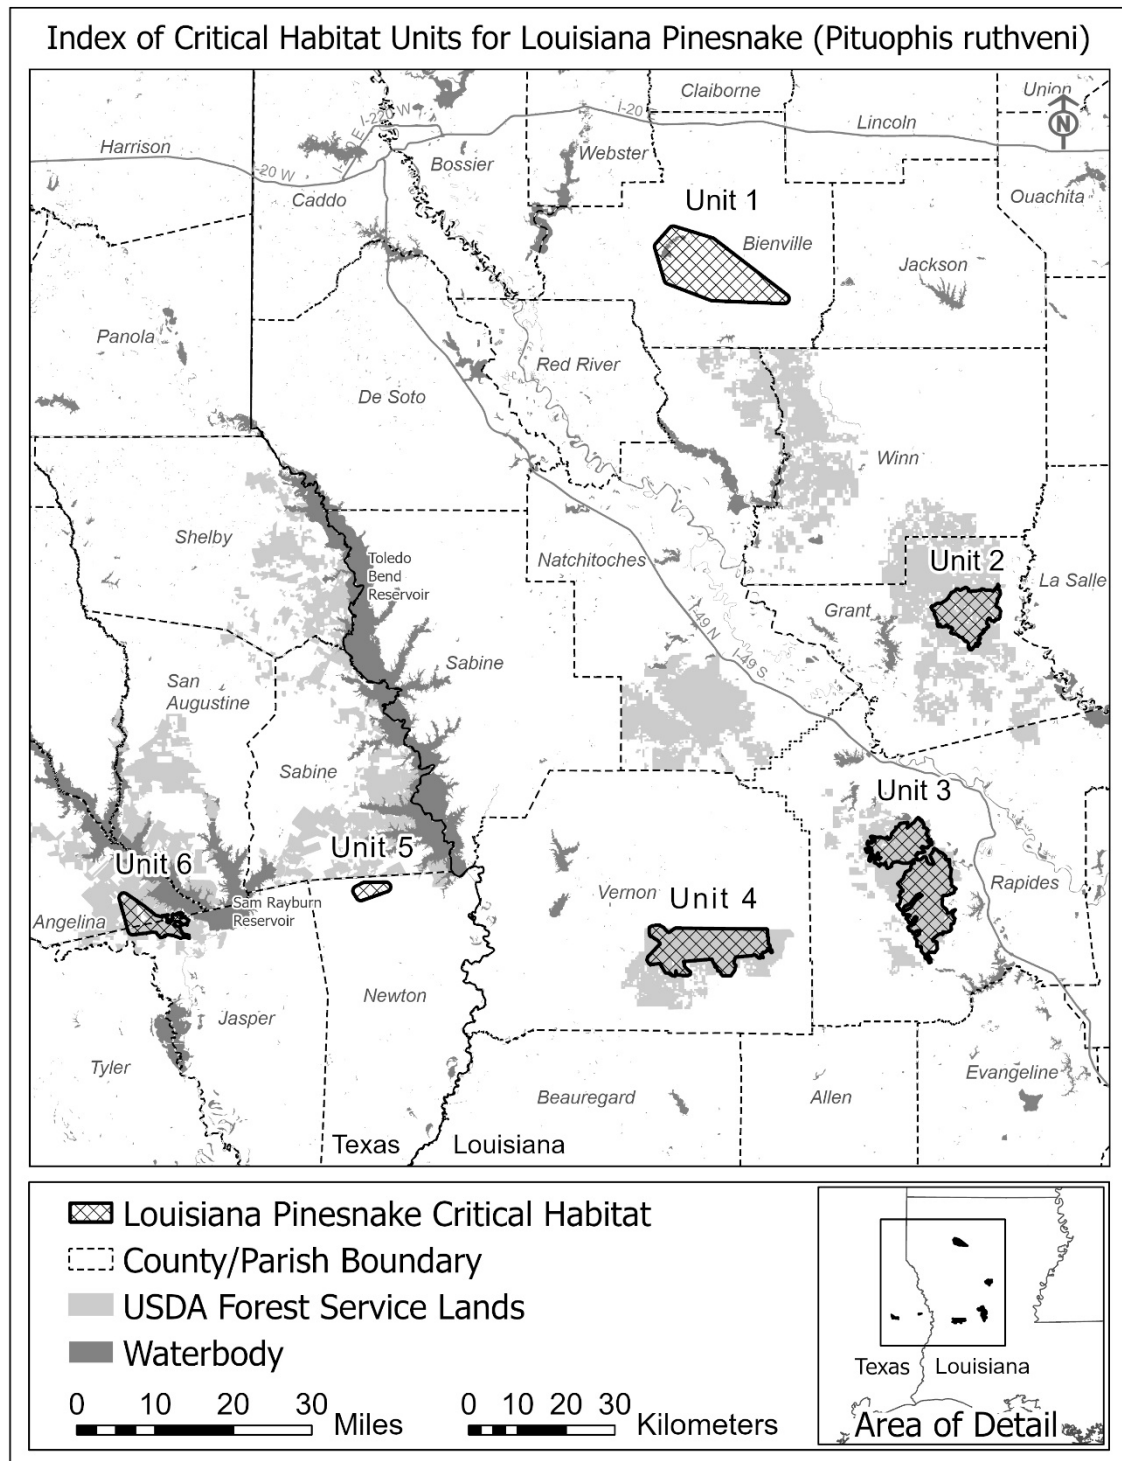 Index of Critical Habitat Units for Louisiana Pinesnake (Pituophis ruthveni)
Claiborne
Union
I-20
I-220 W
Lincoln
N
Harrison
Webster
Bossier
I-20 W
Caddo
Ouachita
Unit 1
Bienville
Jackson
Panola
Red River
De Soto
Winn
Shelby
Natchitoches
Toledo
Bend
Reservoir
Unit 2
La Salle
Grant
I-49 N
I-49 S
Sabine
San
Augustine
Sabine
Unit 3
Unit 5
Unit 6
Rapides
Vernon
Unit 4
Sam Rayburn
Reservoir
Angelina
Newton
Jasper
Tyler
Evangeline
Beauregard
Allen
Texas
Louisiana
Louisiana Pinesnake Critical Habitat
County/Parish Boundary
USDA Forest Service Lands
Waterbody
0 10 20 30
Miles
0 10 20 30
Kilometers
Texas
Louisiana
Area of Detail